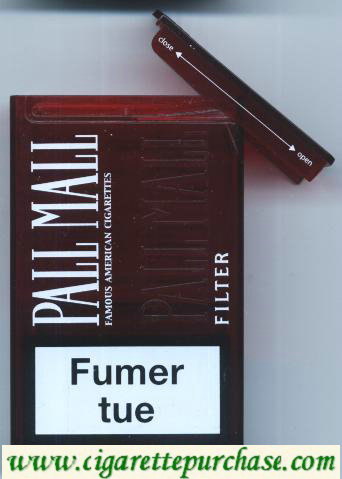 close
open
PALL MALL
FAMOUS AMERICAN CIGARETTES
PALL MALL
FILTER
Fumer
tue
www.cigarettepurchase.com